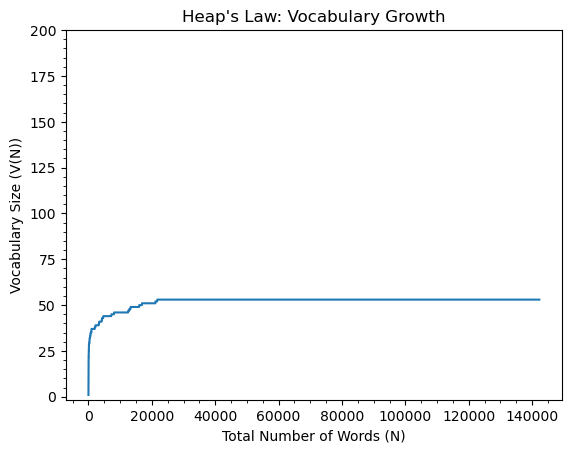 Heap's Law: Vocabulary Growth
Vocabulary Size (V(N))
200
175
150
125
100
75
50
25
0
0 20000 40000 60000 80000 100000 120000 140000
Total Number of Words (N)